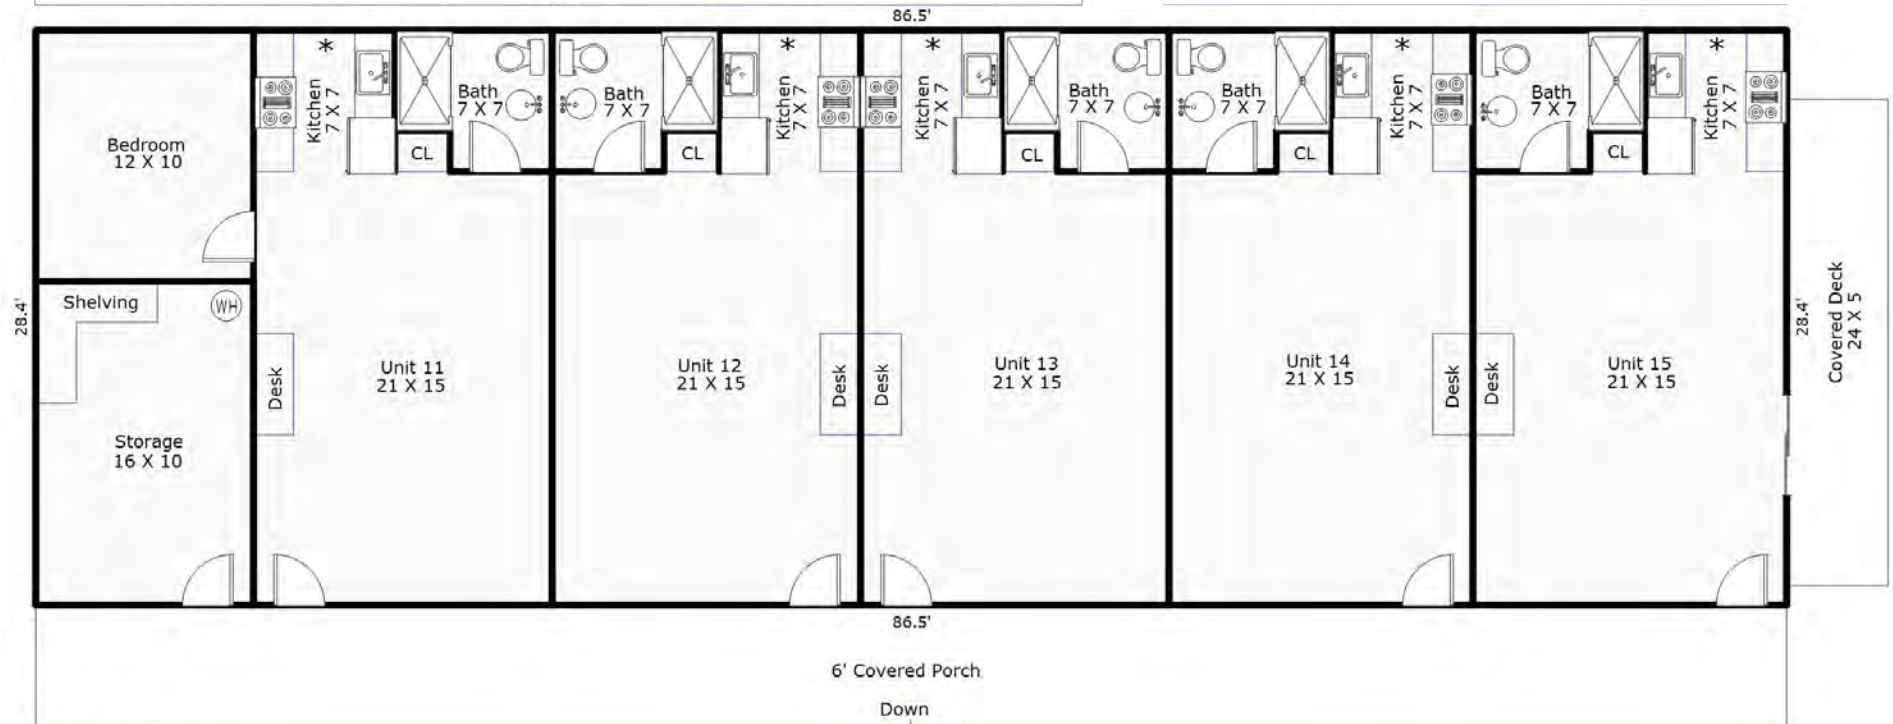 86.5'
*
Kitchen
7 X 7
Bath
7 X 7
CL
Bath
7 X 7
CL
*
Kitchen
7 X 7
*
Kitchen
7 X 7
CL
Bath
7 X 7
Bath
7 X 7
CL
*
Kitchen
7 X 7
Bath
7 X 7
CL
*
Kitchen
7 X 7
Bedroom
12 X 10
Shelving
WH
28.4'
Storage
16 X 10
Desk
Unit 11
21 X 15
Unit 12
21 X 15
Desk
Desk
Unit 13
21 X 15
Unit 14
21 X 15
Desk
Desk
Unit 15
21 X 15
28.4'
Covered Deck
24 X 5
86.5'
6' Covered Porch
Down